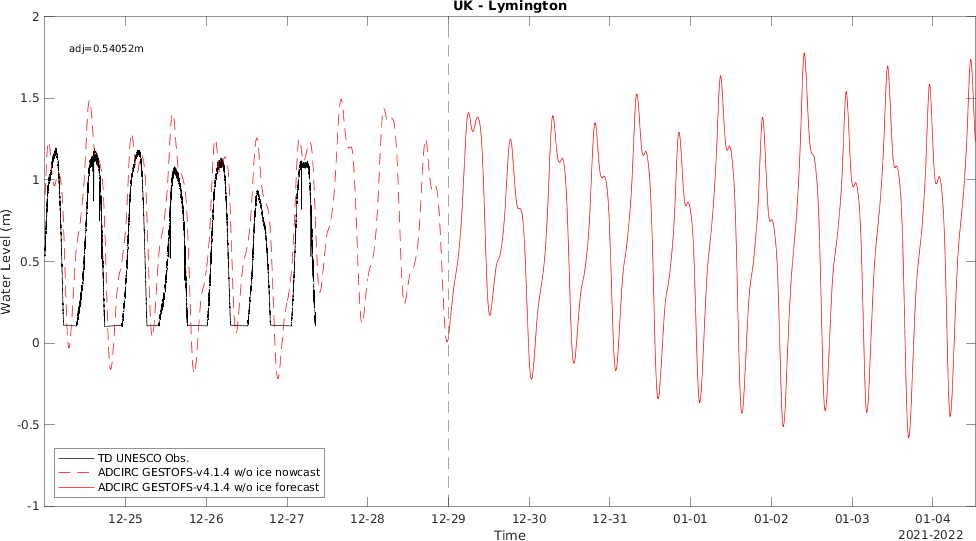 UK - Lymington
adj=0.54052m
2
1.5
1
0.5
0
-0.5
-1
Water Level (m)
TD UNESCO Obs.
ADCIRC GESTOFS-v4.1.4 w/o ice nowcast
ADCIRC GESTOFS-v4.1.4 w/o ice forecast
12-25 12-26 12-27 12-28 12-29 12-30 12-31 01-01 01-02 01-03 01-04
Time
2021-2022